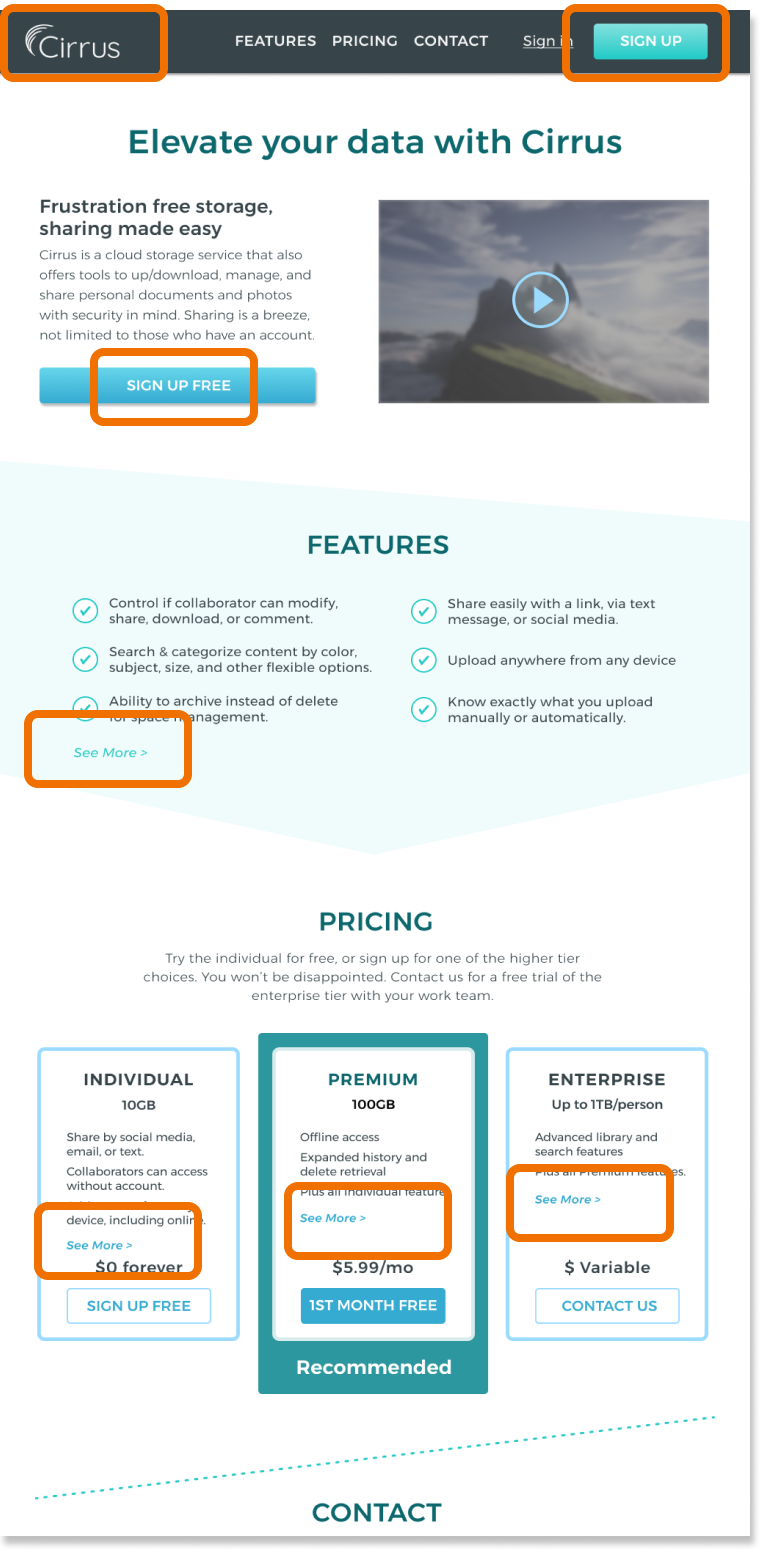 Cirrus
FEATURES PRICING CONTACT Sign in SIGN UP
Elevate your data with Cirrus
Frustration free storage,
sharing made easy
Cirrus is a cloud storage service that also
offers tools to up/download, manage, and
share personal documents and photos
with security in mind. Sharing is a breeze,
not limited to those who have an account.
SIGN UP FREE
FEATURES
Control if collaborator can modify,
share, download, or comment.
Search & categorize content by color,
subject, size, and other flexible options.
Ability to archive instead of delete
for space management.
See More >
Share easily with a link, via text
message, or social media.
Upload anywhere from any device
Know exactly what you upload
manually or automatically.
PRICING
Try the individual for free, or sign up for one of the higher tier
choices. You won't be disappointed. Contact us for a free trial of the
enterprise tier with your work team.
INDIVIDUAL
10GB
Share by social media,
email, or text.
Collaborators can access
without account.
device, including online.
See More >
$0 forever
SIGN UP FREE
PREMIUM
100GB
Offline access
Expanded history and
delete retrieval
Plus all Individual feature
See More >
$5.99/mo
1ST MONTH FREE
Recommended
ENTERPRISE
Up to 1TB/person
Advanced library and
search features
Plus all Premium features.
See More >
$ Variable
CONTACT US
CONTACT